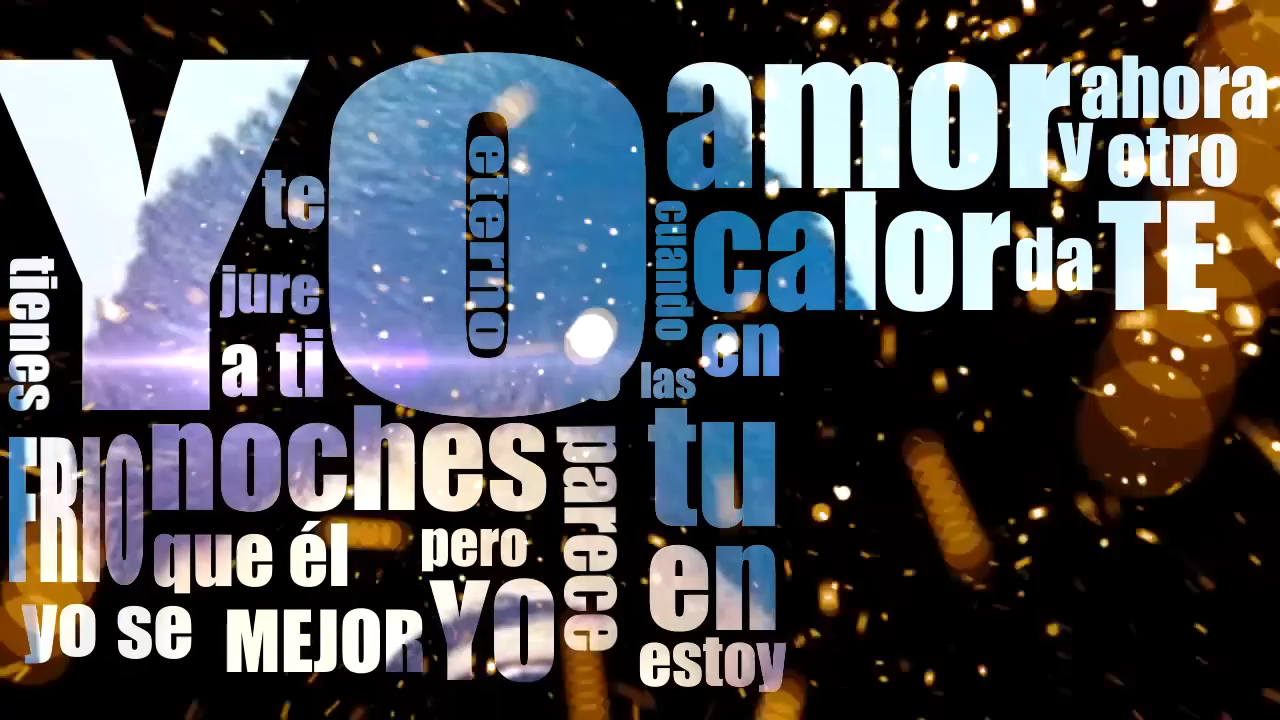 YO
te
jure
a ti
eterno
amor
y
ahora
otro
calor
da TE
cuando
en
las
tienes
FRIO
noches
parece
tu
que él
pero
en
yo se
MEJOR
YO
estoy